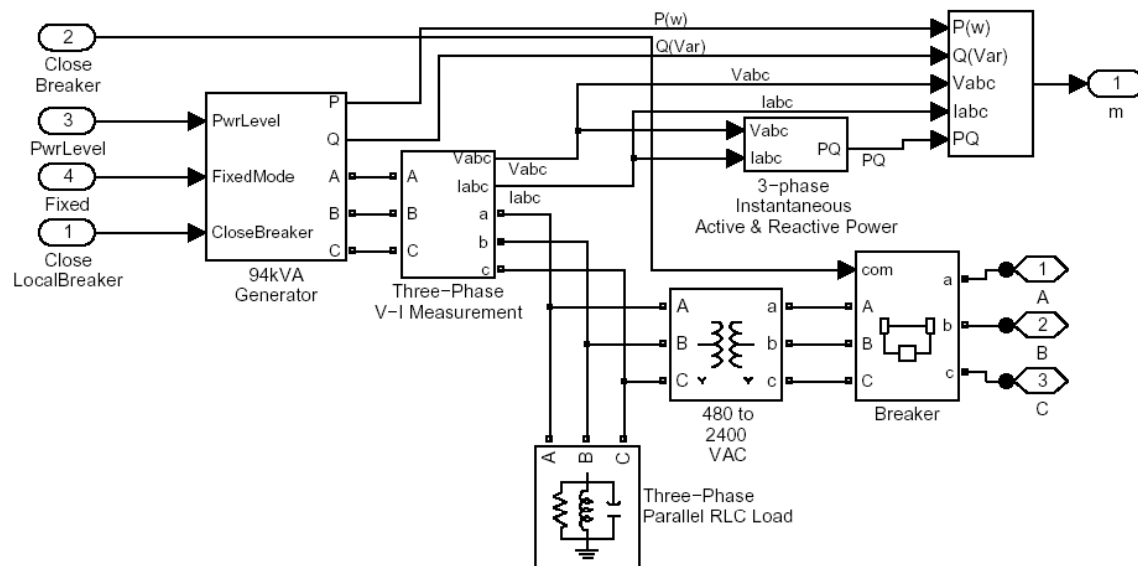 P(w)
2
Close
Breaker
Q(Var)
P(w)
Q(Var)
Vabc
Iabc
PQ
1
m
Vabc
Iabc
3
PwrLevel
4
Fixed
1
Close
LocalBreaker
PwrLevel
FixedMode
CloseBreaker
P
Q
A
B
C
94kVA
Generator
A
B
C
Vabc
Iabc
a
b
c
Vabc
Iabc
Three-Phase
V-I Measurement
Vabc
Iabc
PQ
PQ
3-phase
Instantaneous
Active & Reactive Power
A
B
C
a
b
c
Y
Y
480 to
2400
VAC
com
A
B
C
a
b
c
Breaker
1
A
2
B
3
C
A
B
C
Three-Phase
Parallel RLC Load